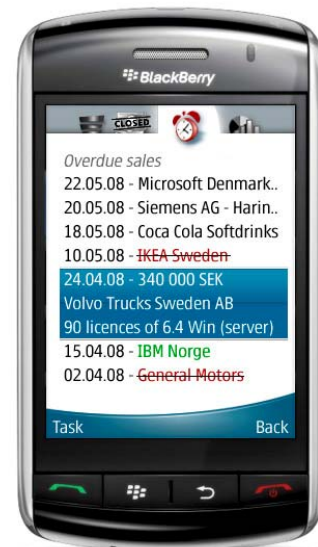 BlackBerry
CLOSED
Overdue sales
22.05.08 - Microsoft Denmark..
20.05.08 - Siemens AG - Harin..
18.05.08 - Coca Cola Softdrinks
10.05.08 - IKEA Sweden
24.04.08 - 340 000 SEK
Volvo Trucks Sweden AB
90 licences of 6.4 Win (server)
15.04.08 - IBM Norge
02.04.08 - General Motors
Task Back